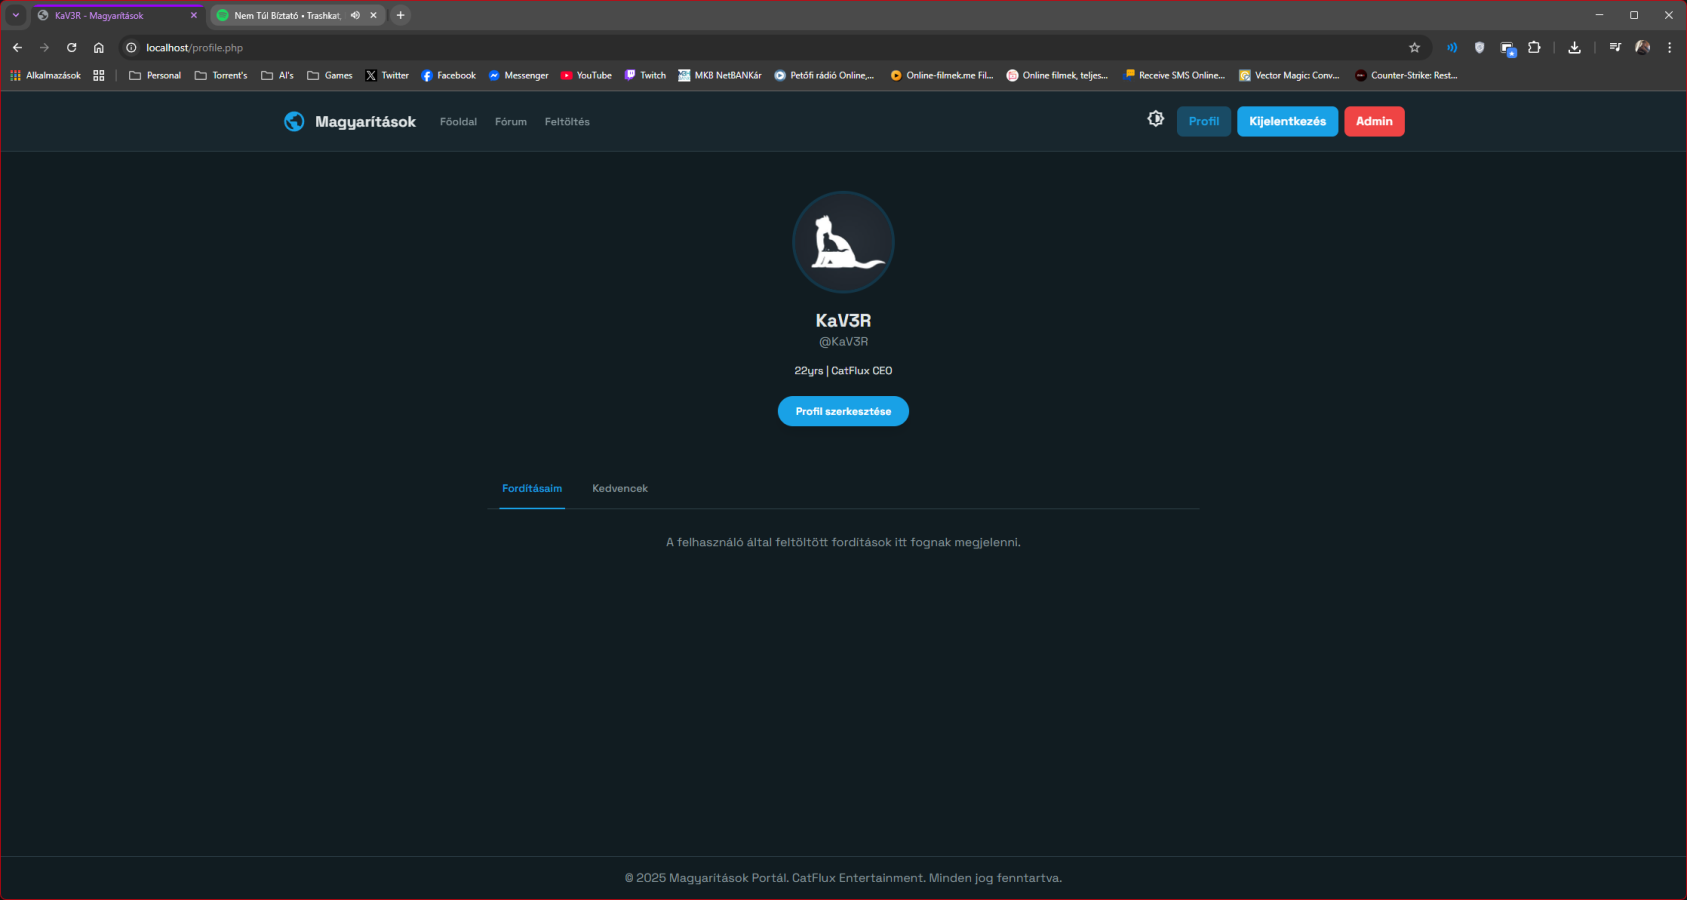 KaV3R - Magyarítások
Nem Túl Bíztató • Trashkat,
localhost/profile.php
Alkalmazások Personal Torrent's AI's Games Twitter Facebook Messenger YouTube Twitch MKB NetBANKár Petőfi rádió Online,... Online-filmek.me Fil... Online filmek, teljes... Receive SMS Online... Vector Magic: Conv... Counter-Strike: Rest...
Magyarítások Főoldal Fórum Feltöltés Profil Kijelentkezés Admin
KaV3R
@KaV3R
22yrs | CatFlux CEO
Profil szerkesztése
Fordításaim Kedvencek
A felhasználó által feltöltött fordítások itt fognak megjelenni.
© 2025 Magyarítások Portál. CatFlux Entertainment. Minden jog fenntartva.